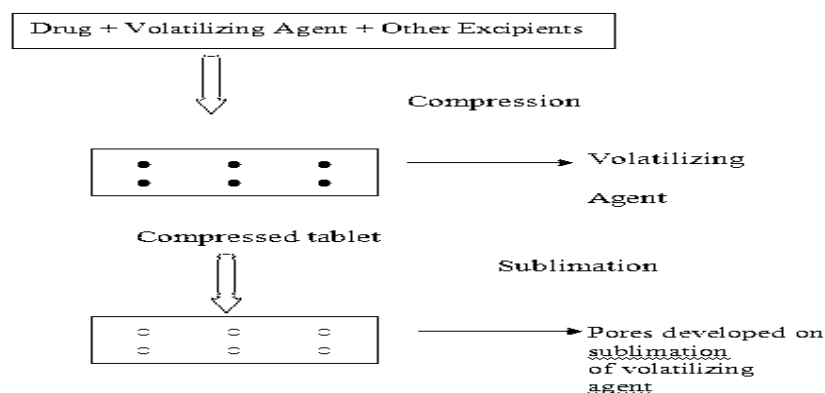 Drug + Volatilizing Agent + Other Excipients
Compression
Volatilizing
Agent
Compressed tablet
Sublimation
Pores developed on
sublimation
of volatilizing
agent